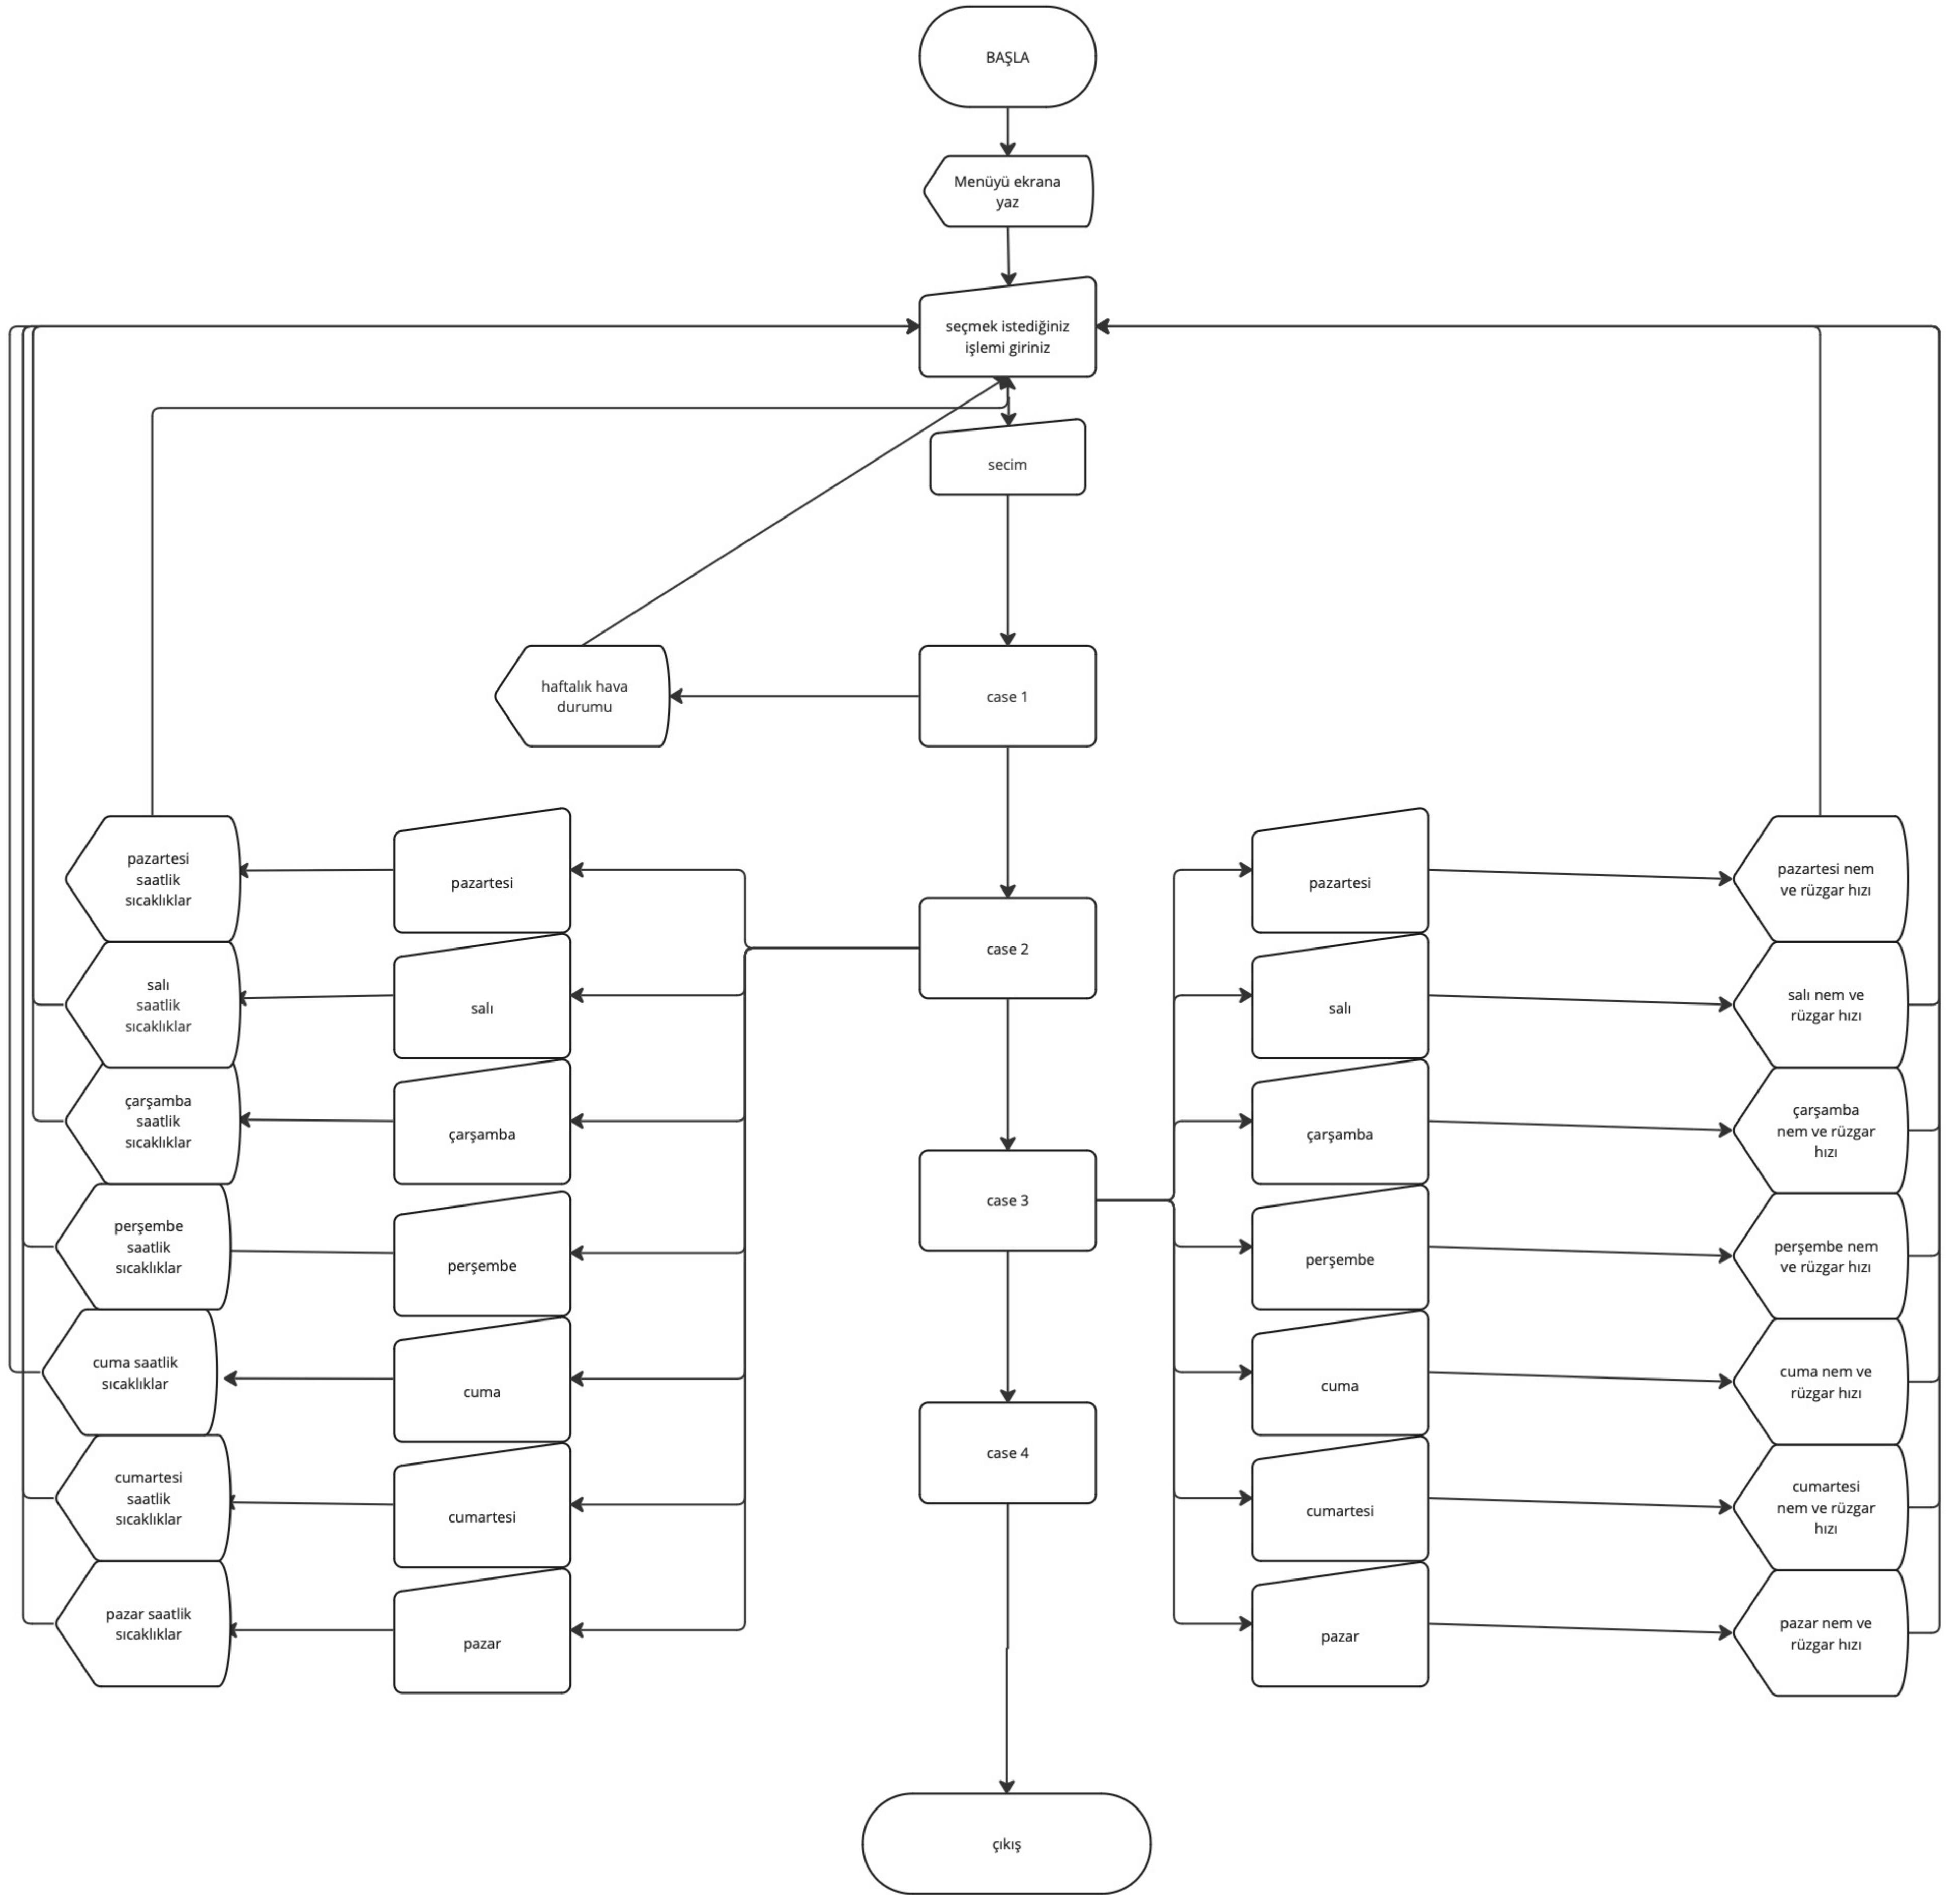 BAŞLA
Menüyü ekrana
yaz
seçmek istediğiniz
işlemi giriniz
secim
haftalık hava
durumu
case 1
pazartesi
saatlik
sıcaklıklar
pazartesi
pazartesi
pazartesi nem
ve rüzgar hızı
case 2
salı
saatlik
sıcaklıklar
salı
salı
salı nem ve
rüzgar hızı
çarşamba
saatlik
sıcaklıklar
çarşamba
çarşamba
çarşamba
nem ve rüzgar
hızı
case 3
perşembe
saatlik
sıcaklıklar
perşembe
perşembe
perşembe nem
ve rüzgar hızı
cuma saatlik
sıcaklıklar
cuma
cuma
cuma nem ve
rüzgar hızı
case 4
cumartesi
saatlik
sıcaklıklar
cumartesi
cumartesi
cumartesi
nem ve rüzgar
hızı
pazar saatlik
sıcaklıklar
pazar
pazar
pazar nem ve
rüzgar hızı
çıkış